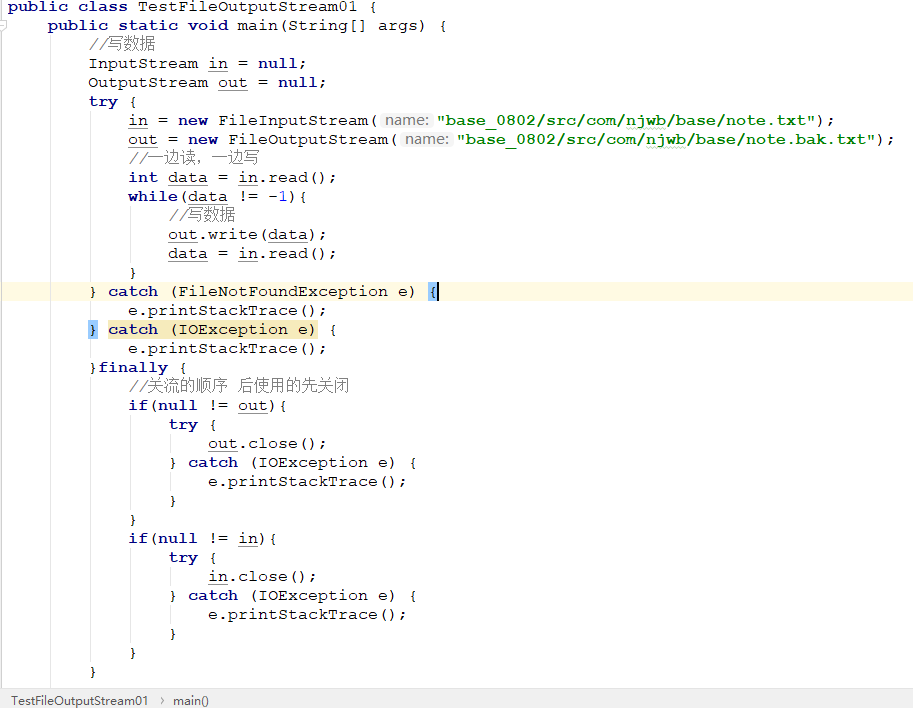 public class TestFileOutputStream01 {
public static void main(String[] args) {
//写数据
InputStream in = null;
OutputStream out = null;
try {
in = new FileInputStream( name: "base_0802/src/com/njwb/base/note.txt");
out = new FileOutputStream( name: "base_0802/src/com/njwb/base/note.bak.txt");
//一边读，一边写
int data = in.read();
while(data != -1){
//写数据
out.write(data);
data = in.read();
}
} catch (FileNotFoundException e) {
e.printStackTrace();
} catch (IOException e) {
e.printStackTrace();
}finally {
//关流的顺序 后使用的先关闭
if(null != out){
try {
out.close();
} catch (IOException e) {
e.printStackTrace();
}
}
if(null != in){
try {
in.close();
} catch (IOException e) {
e.printStackTrace();
}
}
}
TestFileOutputStream01 › main()